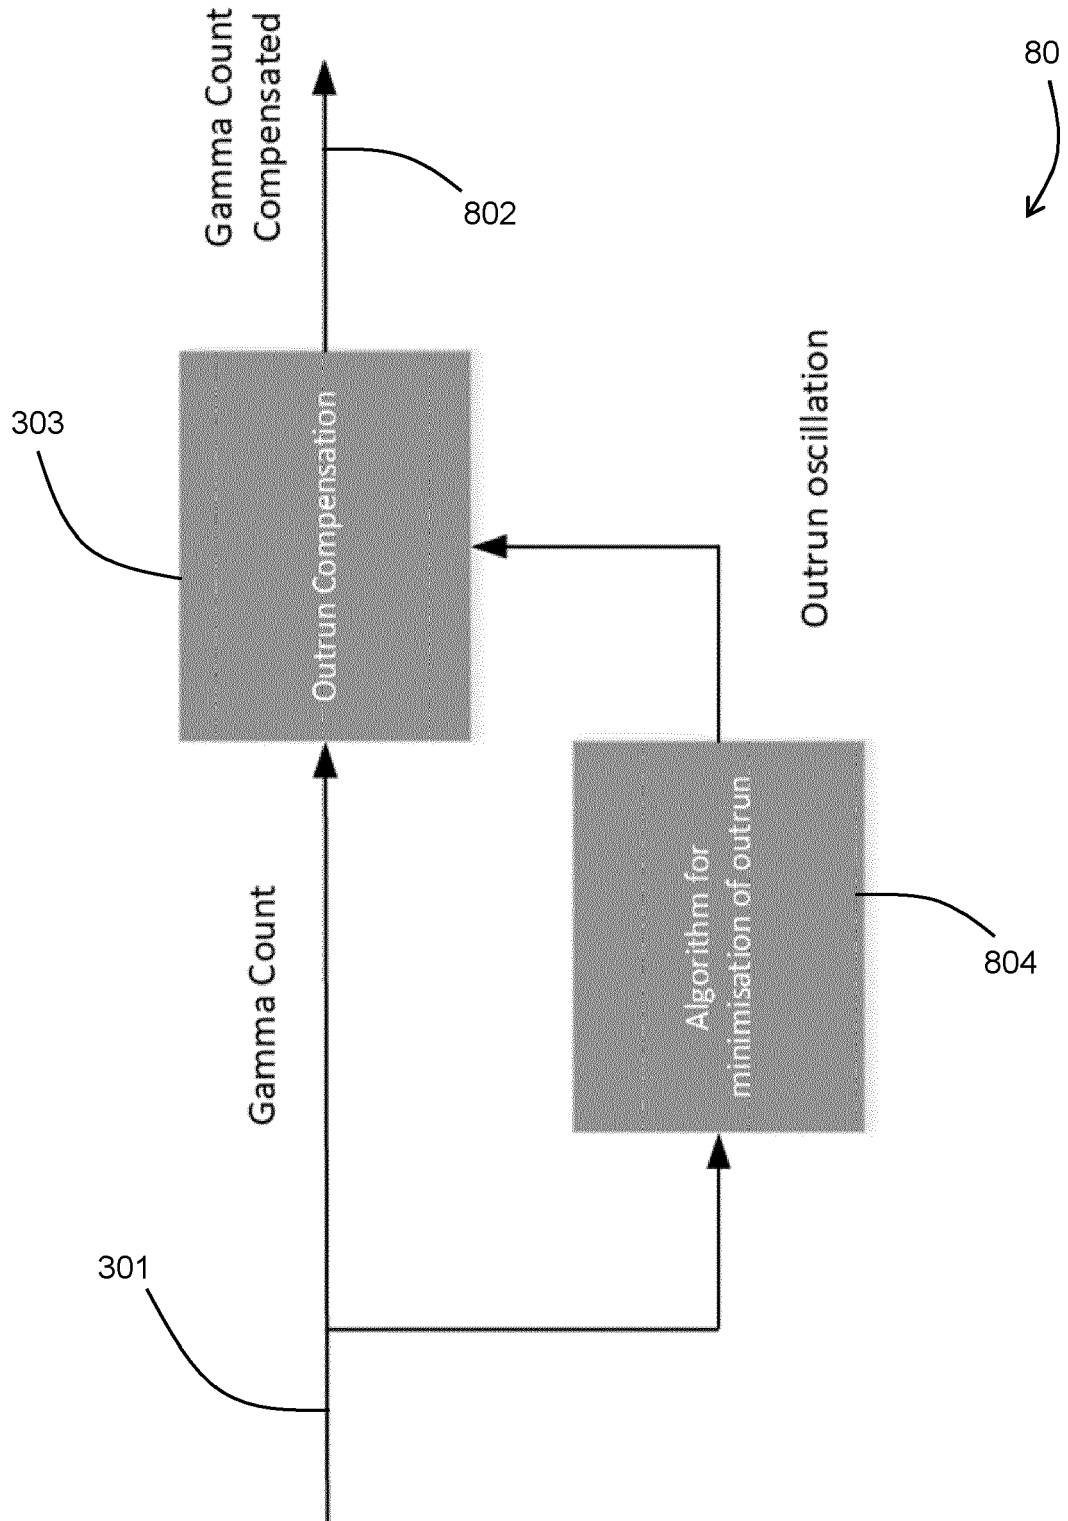 80
Gamma Count
Compensated
802
303
Outrun Compensation
Outrun oscillation
Gamma Count
Algorithm for
minimisation of outrun
804
301